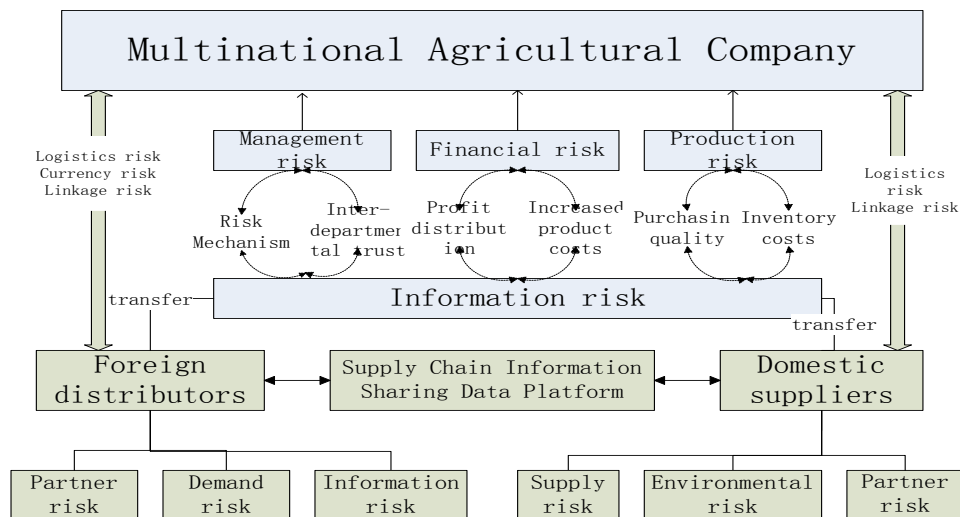 Multinational Agricultural Company
Logistics risk
Currency risk
Linkage risk
Management
risk
Financial risk
Production
risk
Logistics
risk
Linkage risk
Risk
Mechanism
Inter-
departmen
tal trust
Profit
distribut
ion
Increased
product
costs
Purchasin
quality
Inventory
costs
transfer
Information risk
transfer
Foreign
distributors
Supply Chain Information
Sharing Data Platform
Domestic
suppliers
Partner
risk
Demand
risk
Information
risk
Supply
risk
Environmental
risk
Partner
risk